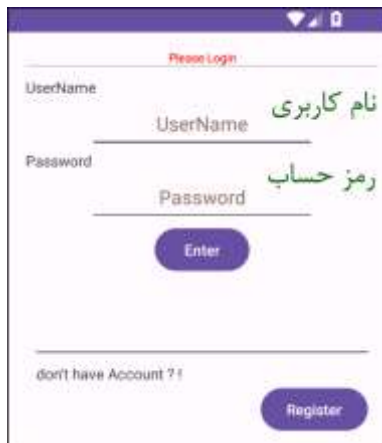 Please Login
UserName
نام کاربری
UserName
Password
رمز حساب
Password
Enter
don't have Account ? !
Register